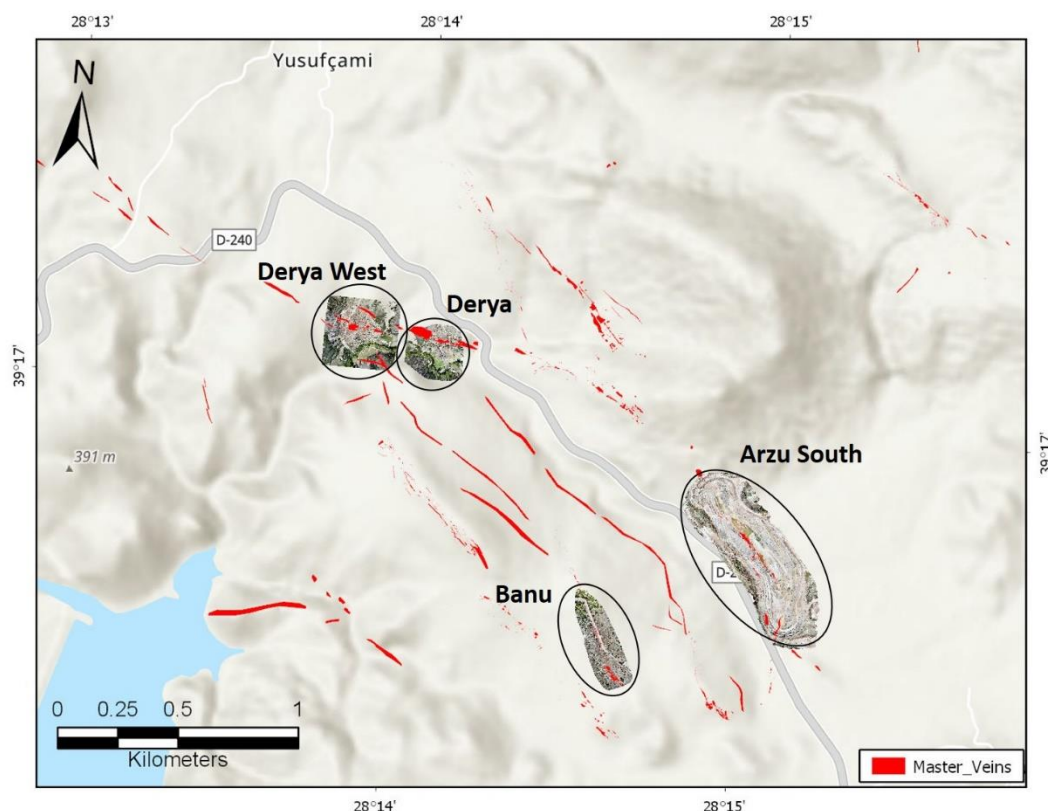 28°13'
28°14'
28°15'
Yusufçami
N
D-240
Derya West
Derya
39°17'
39°17'
391 m
Arzu South
D-2
Banu
0 0.25 0.5 1
Kilometers
Master_Veins
28°14'
28°15'